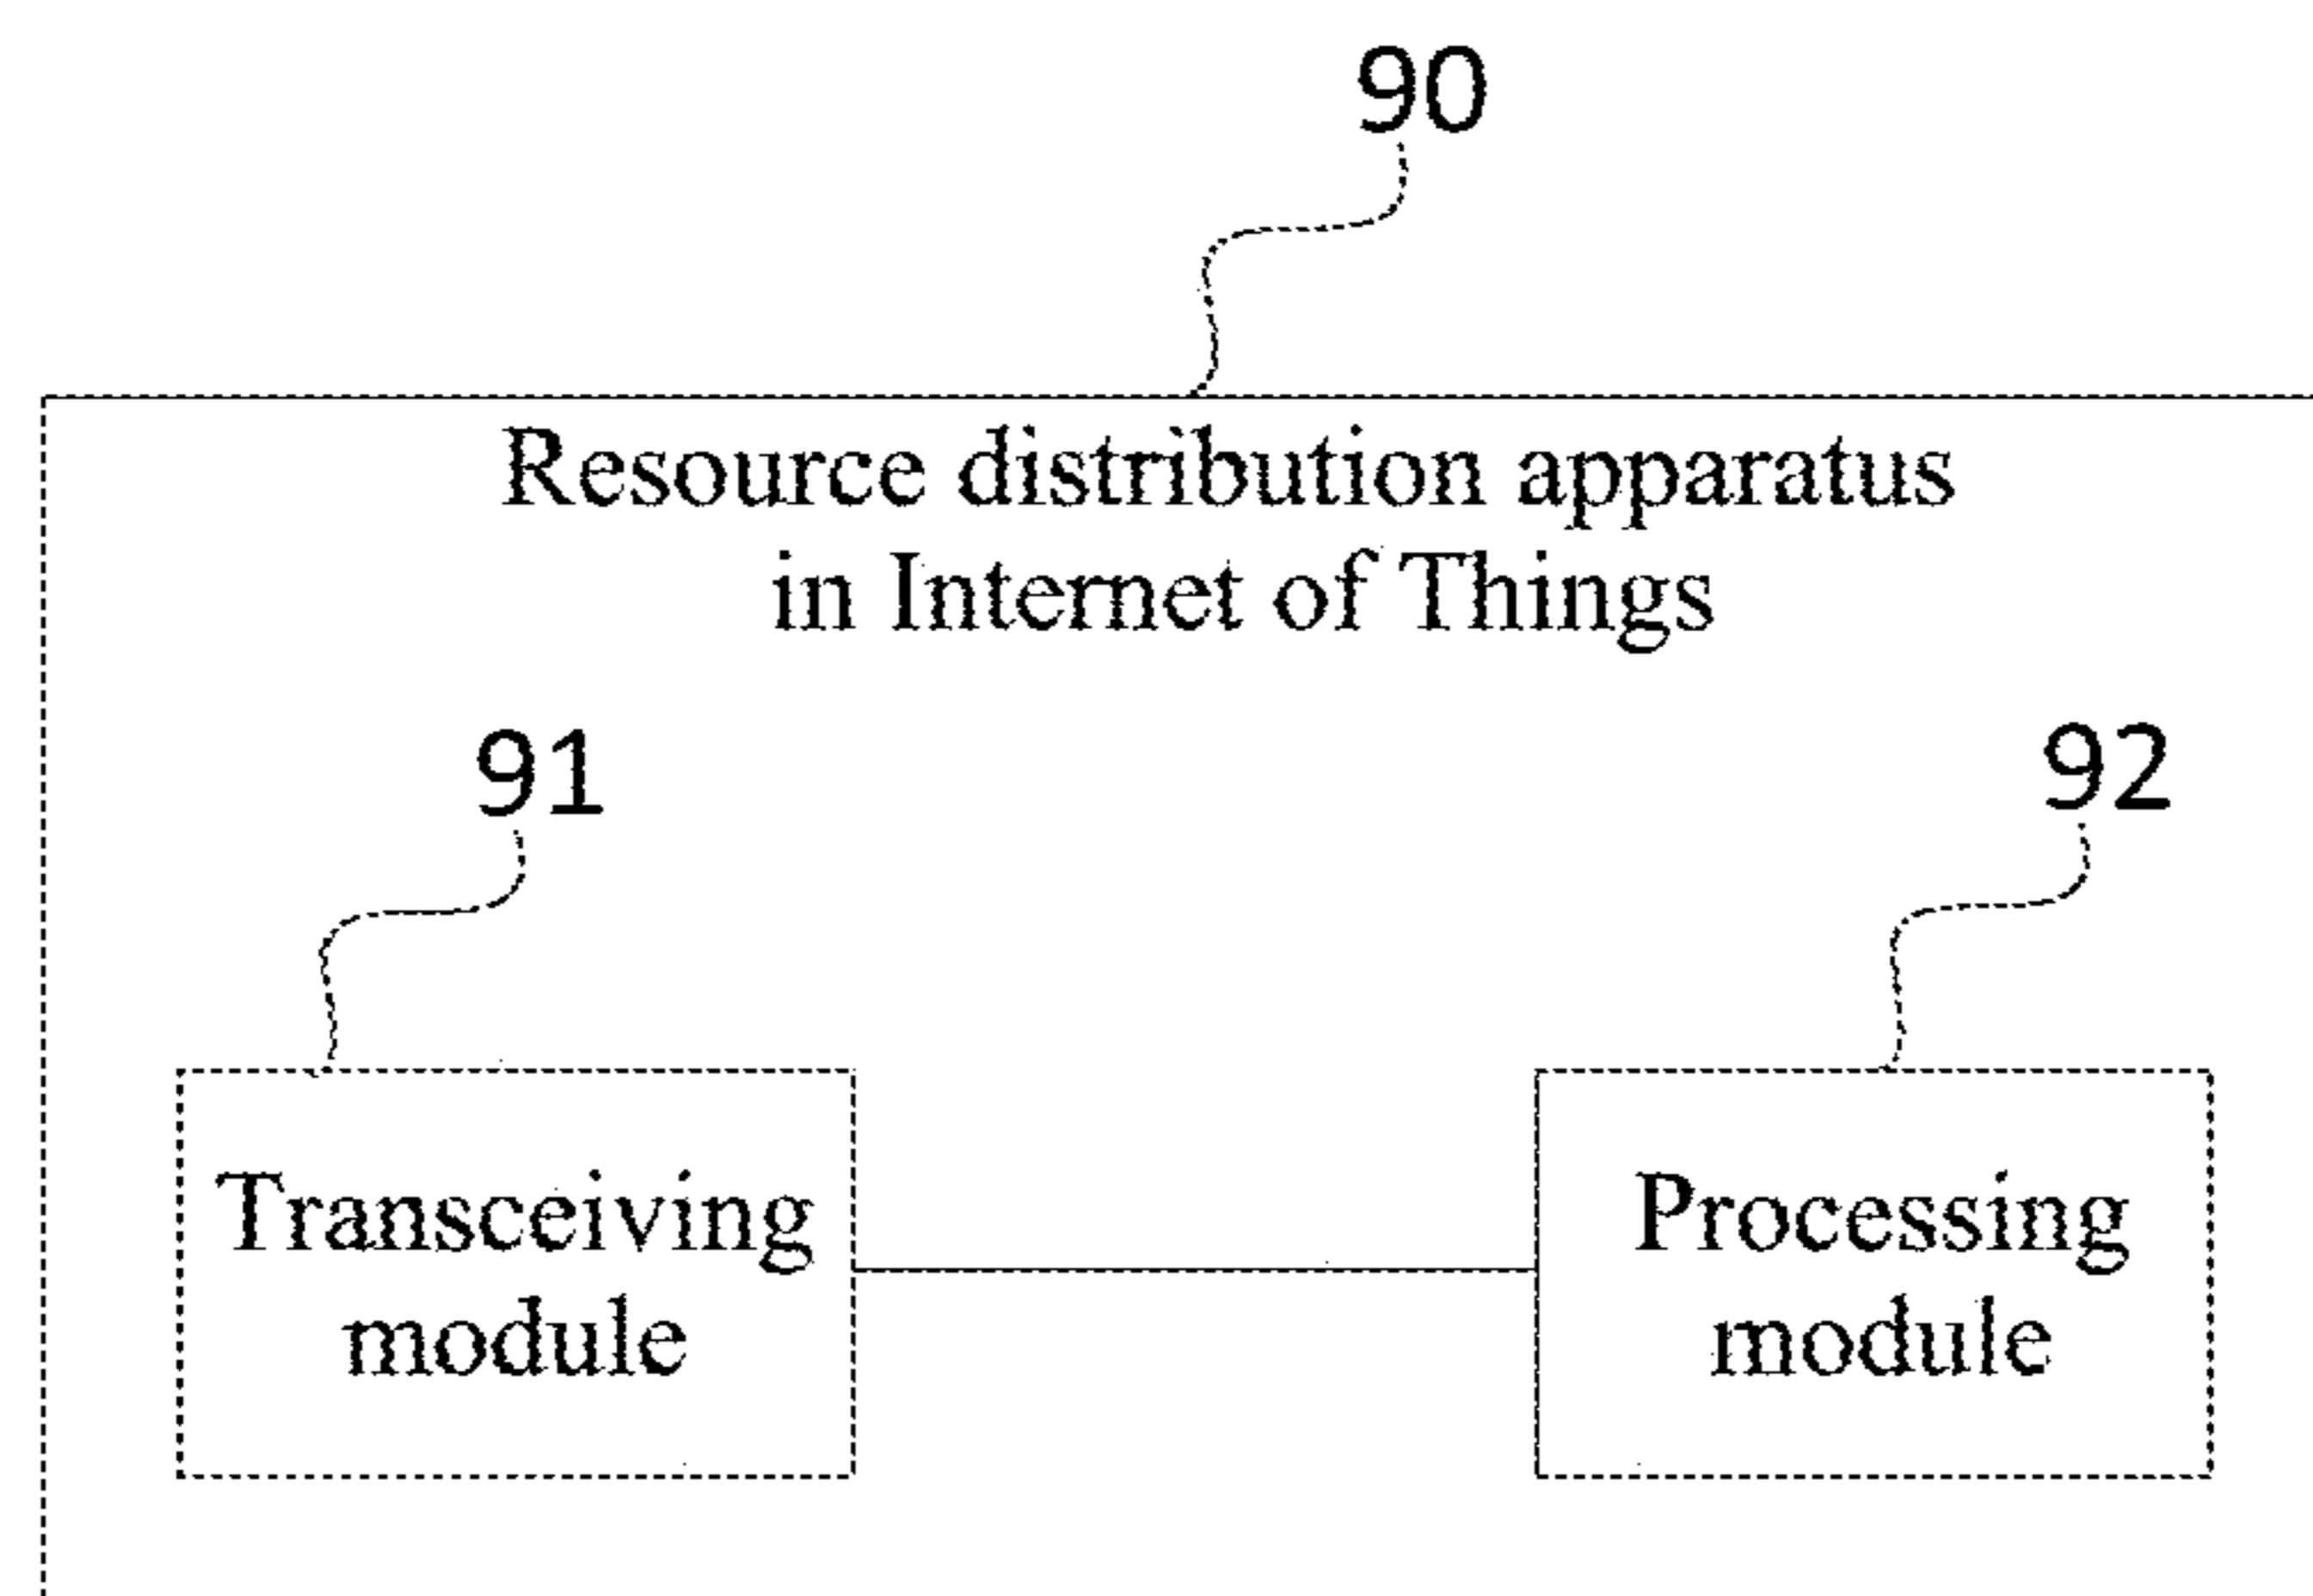 90
Resource distribution apparatus
in Internet of Things
91
92
Transceiving
module
Processing
module